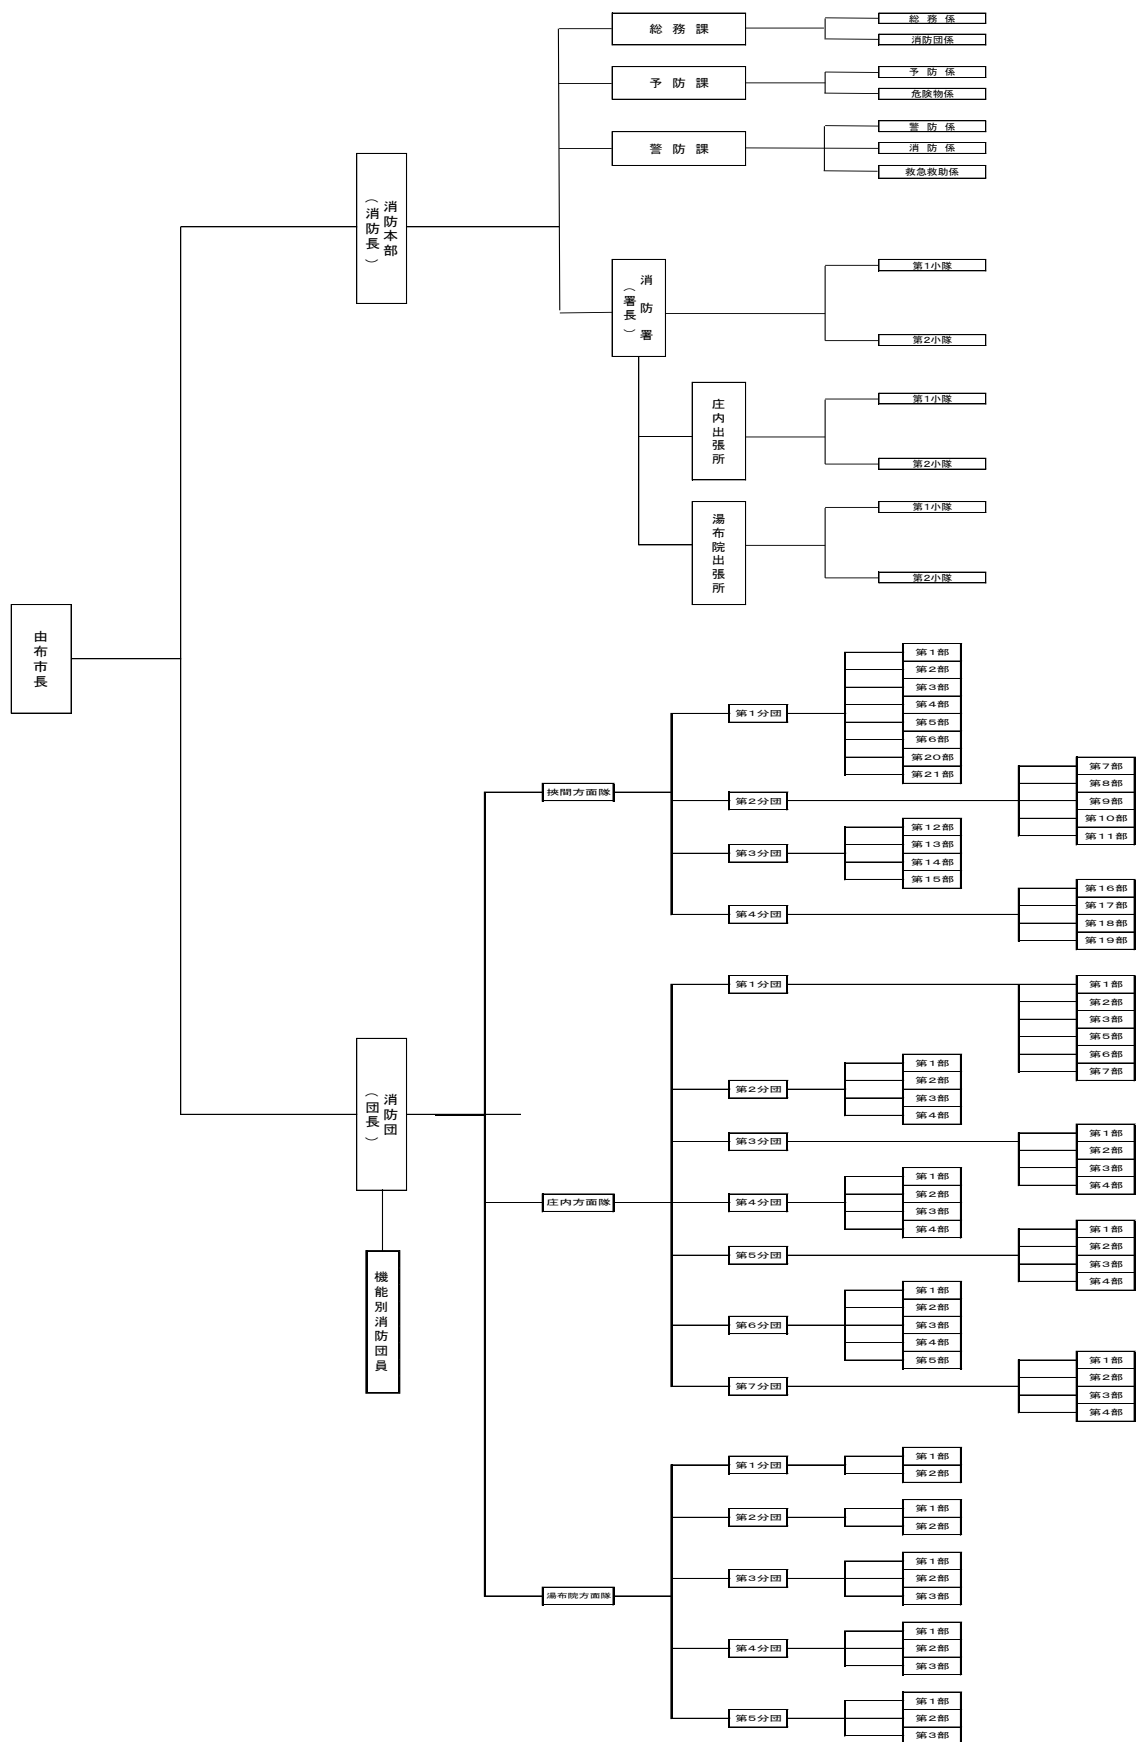 総務課
総務係
消防団係
予防課
予防係
危険物係
警防課
警防係
消防係
救急救助係
消防本部
（消防長）
消防署
（署長）
第1小隊
第2小隊
庄内出張所
第1小隊
第2小隊
湯布院出張所
第1小隊
第2小隊
由布市長
消防団
（団長）
機能別消防団員
挾間方面隊
第1分団
第1部
第2部
第3部
第4部
第5部
第6部
第20部
第21部
第2分団
第7部
第8部
第9部
第10部
第11部
第3分団
第12部
第13部
第14部
第15部
第4分団
第16部
第17部
第18部
第19部
庄内方面隊
第1分団
第1部
第2部
第3部
第5部
第6部
第7部
第2分団
第1部
第2部
第3部
第4部
第3分団
第1部
第2部
第3部
第4部
第4分団
第1部
第2部
第3部
第4部
第5分団
第1部
第2部
第3部
第4部
第6分団
第1部
第2部
第3部
第4部
第5部
第7分団
第1部
第2部
第3部
第4部
湯布院方面隊
第1分団
第1部
第2部
第2分団
第1部
第2部
第3分団
第1部
第2部
第3部
第4分団
第1部
第2部
第3部
第5分団
第1部
第2部
第3部